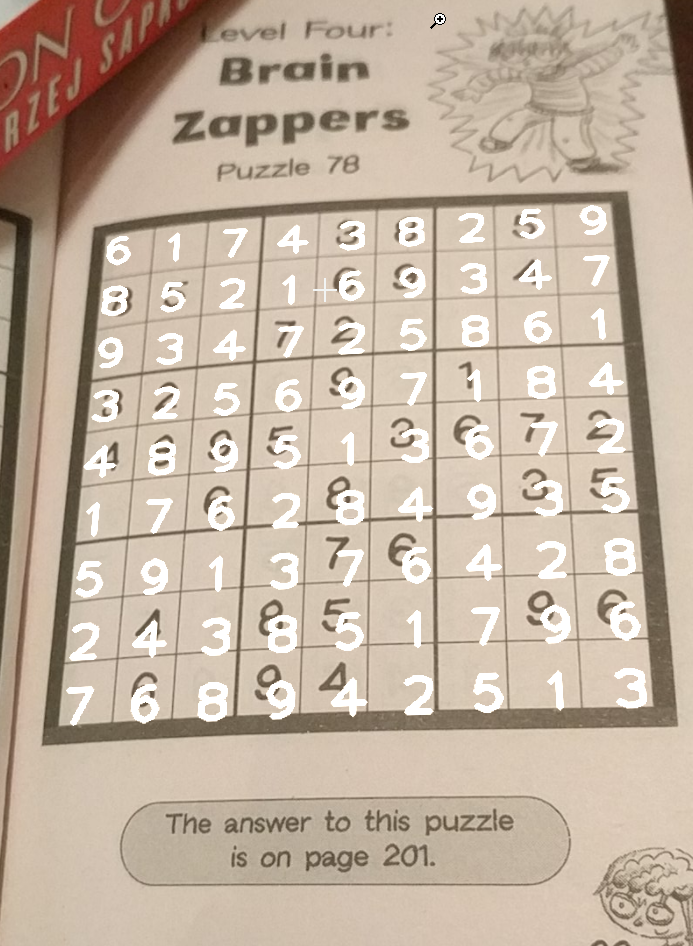 ON
RZEJ SAPKO
Level Four:
Brain
Zappers
Puzzle 78
6 1 7 4 3 8 2 5 9
8 5 2 1 6 9 3 4 7
9 3 4 7 2 5 8 6 1
3 2 5 6 9 7 1 8 4
4 8 9 5 1 3 6 7 2
1 7 6 2 8 4 9 3 5
5 9 1 3 7 6 4 2 8
2 4 3 8 5 1 7 9 6
7 6 8 9 4 2 5 1 3
The answer to this puzzle
is on page 201.